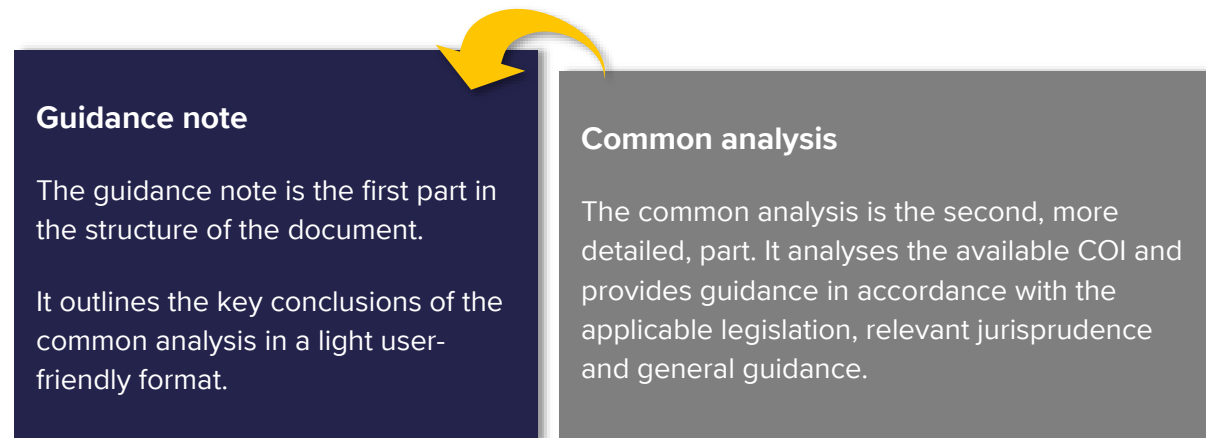 Guidance note
The guidance note is the first part in
the structure of the document.
It outlines the key conclusions of the
common analysis in a light user-
friendly format.
Common analysis
The common analysis is the second, more
detailed, part. It analyses the available COI and
provides guidance in accordance with the
applicable legislation, relevant jurisprudence
and general guidance.